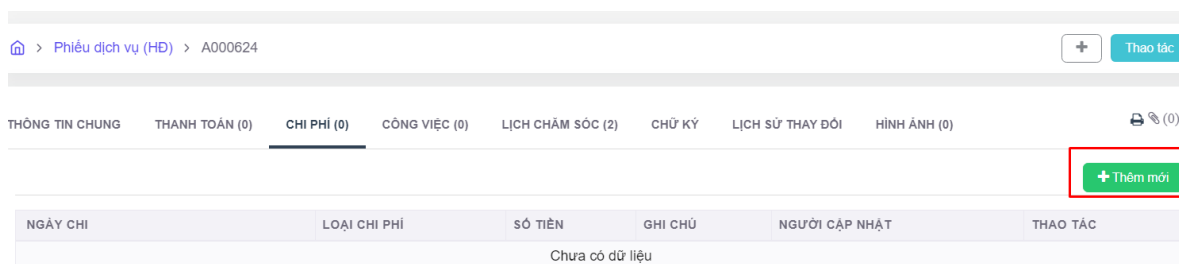 > Phiếu dịch vụ (HĐ) > A000624
+ Thao tác
THÔNG TIN CHUNG THANH TOÁN (0) CHI PHÍ (0) CÔNG VIỆC (0) LỊCH CHĂM SÓC (2) CHỮ KÝ LỊCH SỬ THAY ĐỔI HÌNH ẢNH (0) (0)
+ Thêm mới
NGÀY CHI LOẠI CHI PHÍ SỐ TIỀN GHI CHÚ NGƯỜI CẬP NHẬT THAO TÁC
Chưa có dữ liệu